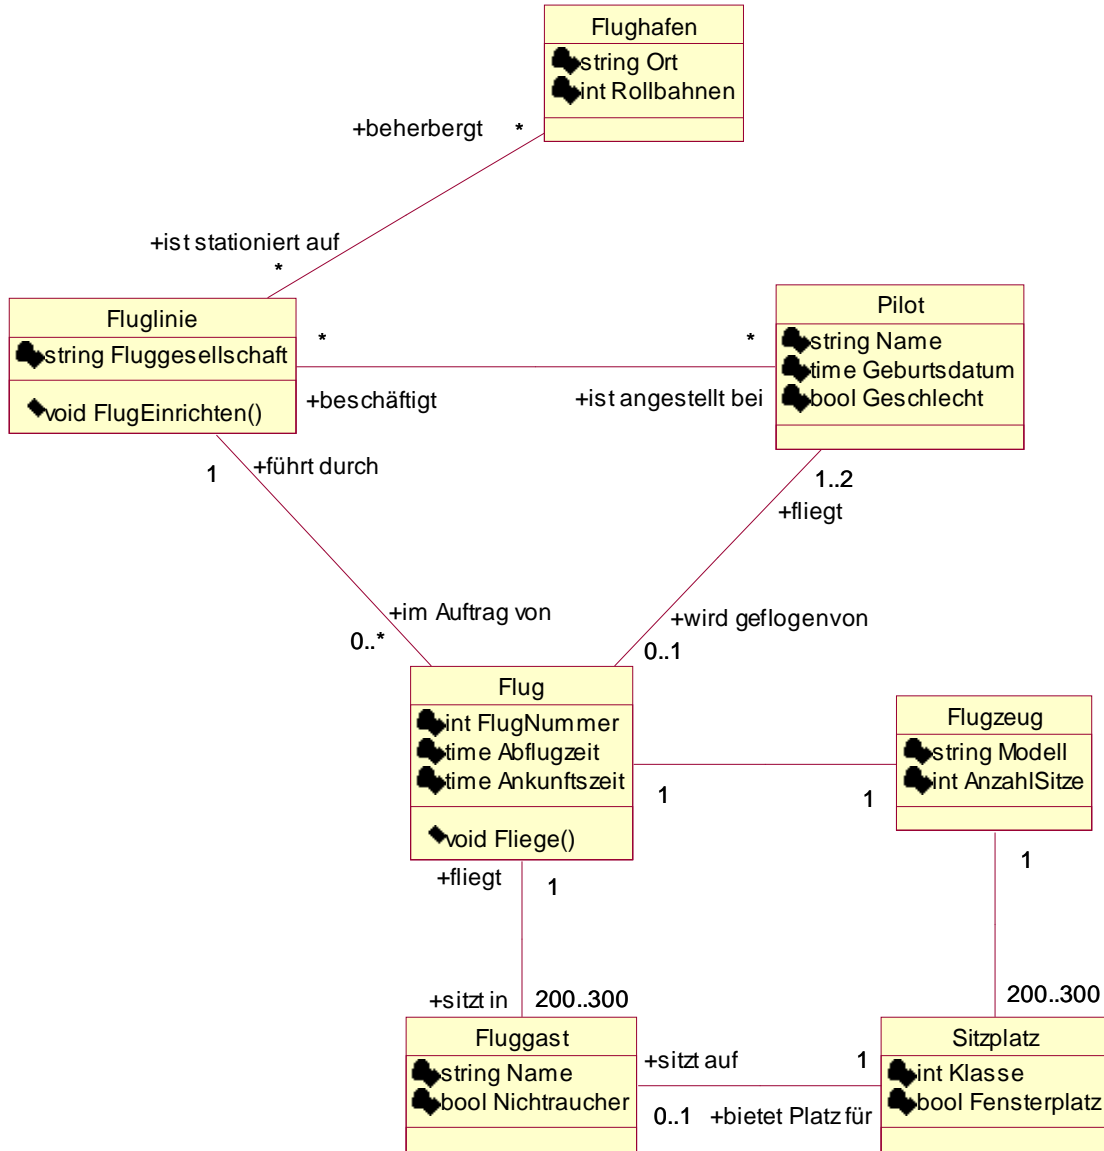 Flughafen
string Ort
int Rollbahnen
+beherbergt
*
+ist stationiert auf
*
Fluglinie
string Fluggesellschaft
void FlugEinrichten()
*
*
+beschäftigt
+ist angestellt bei
Pilot
string Name
time Geburtsdatum
bool Geschlecht
1
+führt durch
1..2
+fliegt
+im Auftrag von
0..*
+wird geflogenvon
0..1
Flug
int FlugNummer
time Abflugzeit
time Ankunftszeit
void Fliege()
1
1
Flugzeug
string Modell
int AnzahlSitze
+fliegt
1
1
+sitzt in
200..300
200..300
Fluggast
string Name
bool Nichtraucher
+sitzt auf
1
0..1
+bietet Platz für
Sitzplatz
int Klasse
bool Fensterplatz